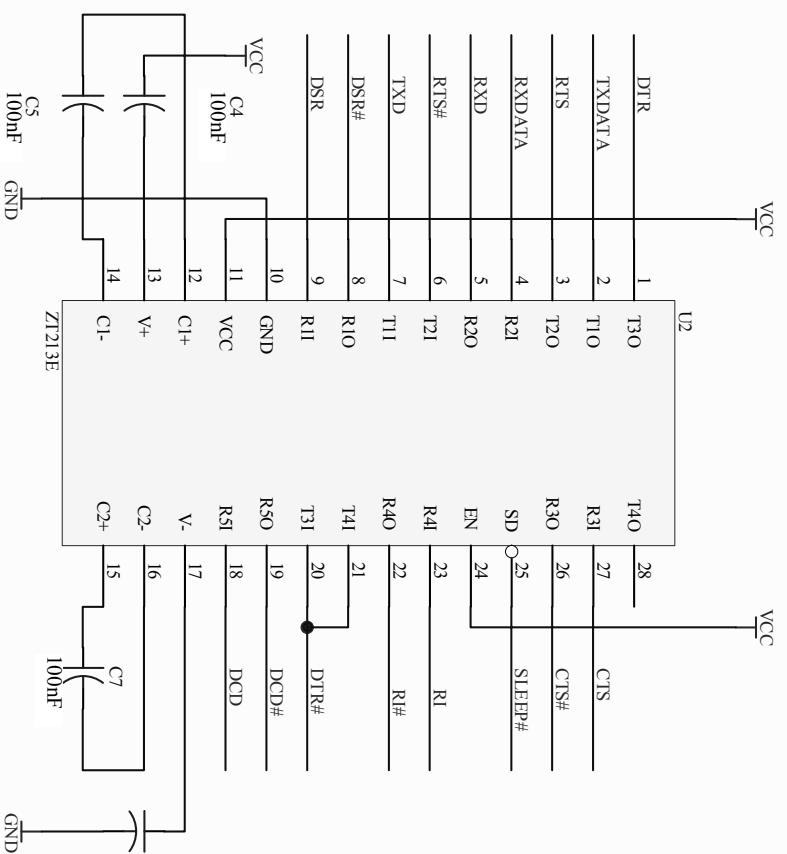 U2
ZT213E
DTR
1
T3O
TXDATA
2
T1O
RTS
3
T2O
RXDATA
4
R2I
RXD
5
R2O
RTS#
6
T2I
TXD
7
T1I
DSR#
8
R1O
DSR
9
R1I
10
GND
11
VCC
12
C1+
13
V+
14
C1-
VCC
VCC
C4
100nF
C5
100nF
GND
T4O
28
R3I
27
CTS
R3O
26
CTS#
SD
25
SLEEP#
EN
24
VCC
R4I
23
RI
R4O
22
RI#
T4I
21
T3I
20
DTR#
R5O
19
DCD#
R5I
18
DCD
V-
17
C2-
16
C2+
15
C7
100nF
GND